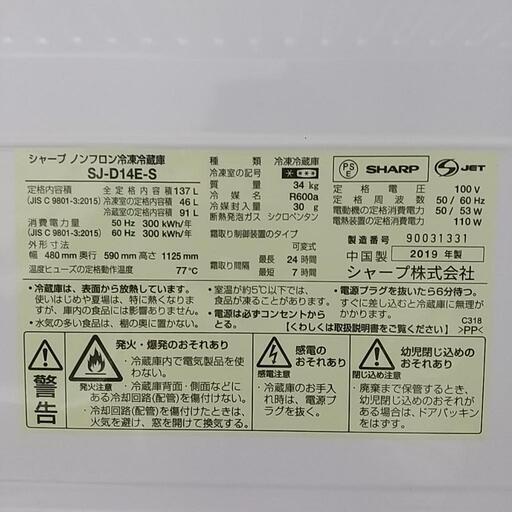 シャープ ノンフロン冷凍冷蔵庫
SJ-D14E-S
定格内容積 全定格内容積 137 L
(JIS C 9801-3:2015) 冷凍室の定格内容積 46 L
冷蔵室の定格内容積 91 L
消費電力量 50 Hz 300 kWh/年
(JIS C 9801-3:2015) 60 Hz 300 kWh/年
外形寸法
幅 480 mm 奥行 590 mm 高さ 1125 mm
温度ヒューズの定格動作温度 77℃
種類 冷凍冷蔵庫
冷凍室の記号
質量 34 kg
冷媒 R600a
冷媒封入量 30 g
断熱発泡ガス シクロペンタン
霜取り制御装置のタイプ
可変式
霜取り間隔 最長 24 時間
最短 7 時間
PS
E
SHARP
S JET
定格電圧 100 V
定格周波数 50 / 60 Hz
電動機の定格消費電力 50 / 53 W
電熱装置の定格消費電力 110 W
製造番号 90031331
中国製 2019 年製
シャープ株式会社
C318
>PP<
・冷蔵庫は、表面から放熱しています。
使いはじめや夏場は、特に熱くなりますが、庫内の食品には影響ありません。
・水気の多い食品は、奥に置くと凍ります。
・室温が約5℃以下では、食品が凍ることがあります。
・電源は必ずコンセントからとる。
・電源プラグを抜いたら6分待つ。
すぐに差し込むと冷蔵庫に無理がかかります。
【くわしくは取扱説明書をご覧ください】
警告
発火・爆発のおそれあり
発火注意
・冷蔵庫内で電気製品を使わない。
・冷蔵庫背面・側面などにある冷却回路(配管)を傷付けない。
・冷却回路(配管)を傷付けたときは、火気を避け、窓を開けて換気する。
感電のおそれあり
感電注意
・冷蔵庫のお手入れ時は、電源プラグを抜く。
幼児閉じ込めのおそれあり
閉じ込め注意
・廃棄まで保管するとき、幼児閉じ込めのおそれがある場合は、ドアパッキンをはずす。